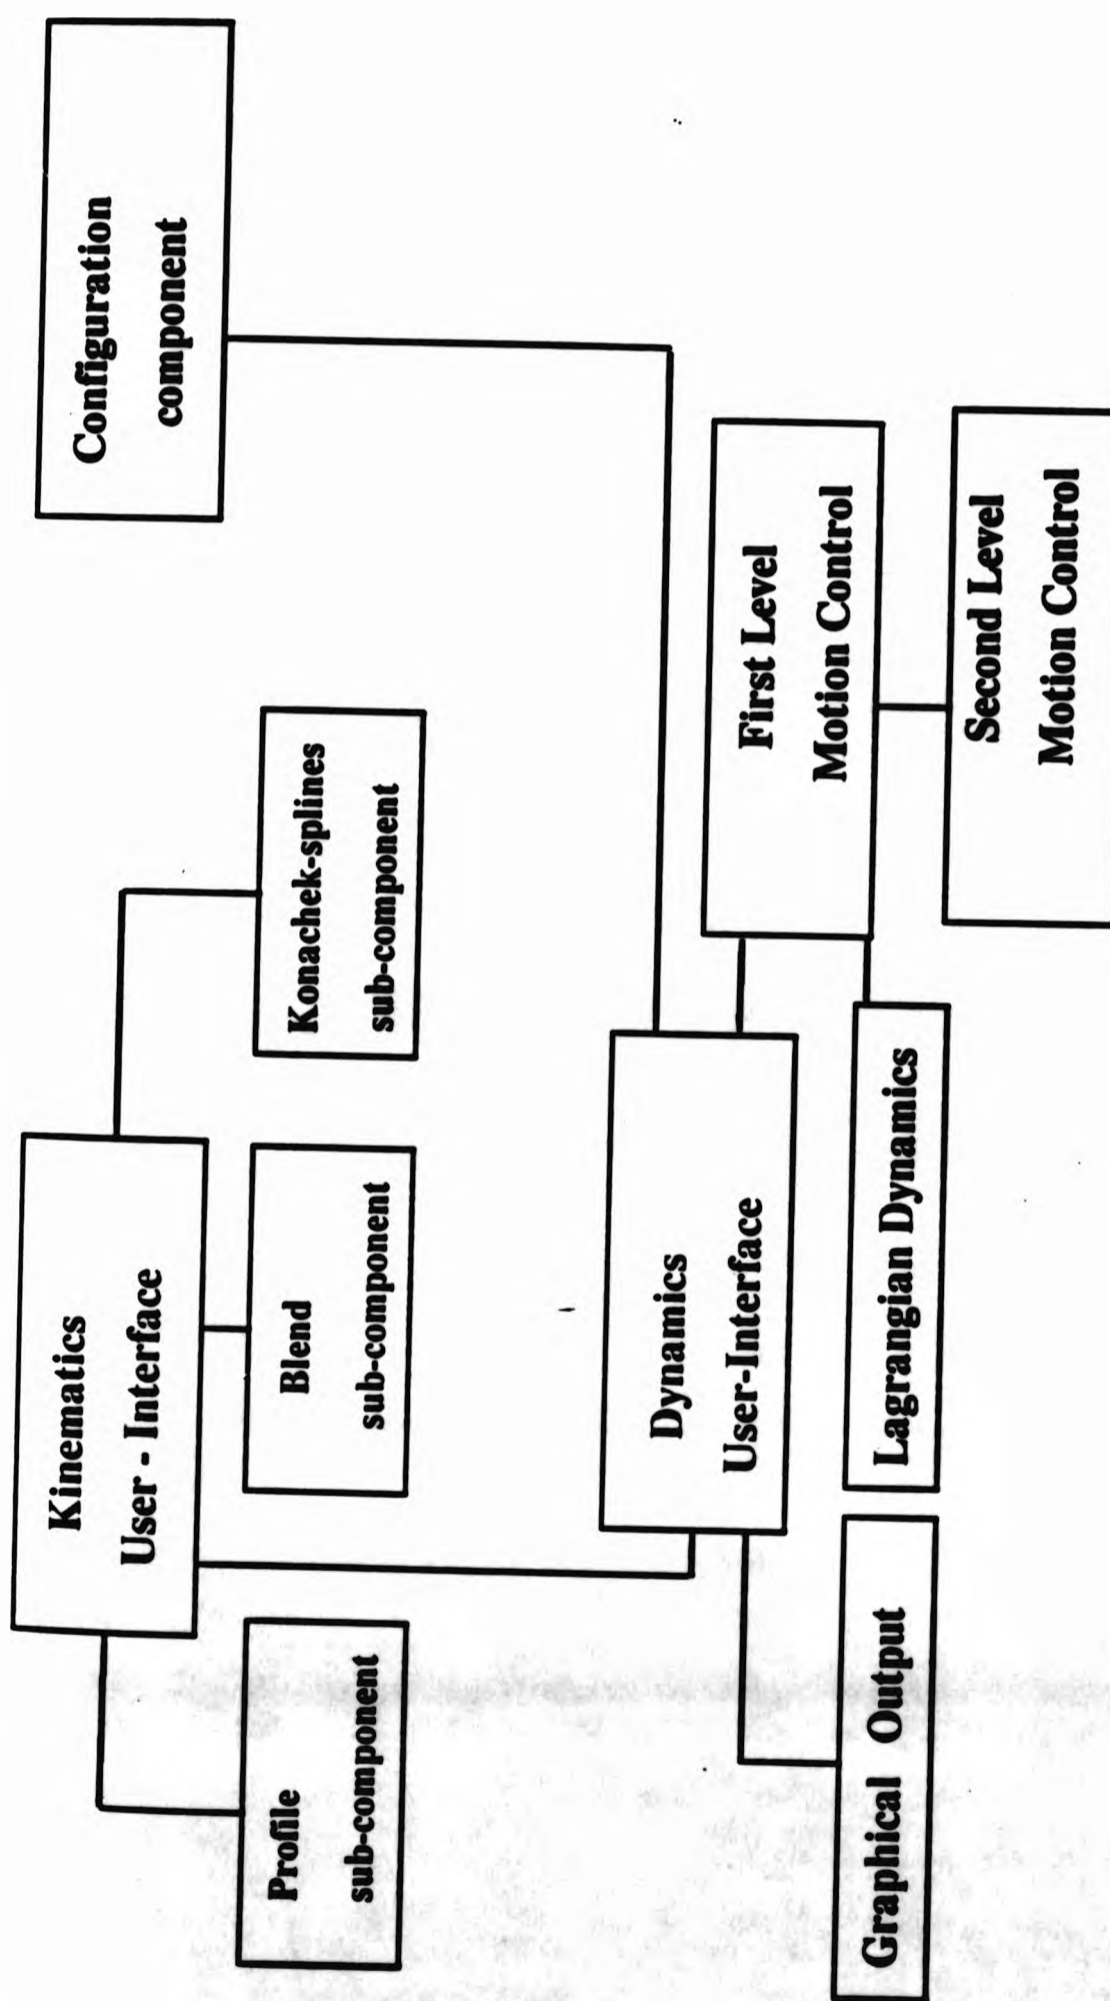 Kinematics
User - Interface
Configuration
component
Profile
sub-component
Blend
sub-component
Konachek-splines
sub-component
Dynamics
User-Interface
First Level
Motion Control
Graphical Output
Lagrangian Dynamics
Second Level
Motion Control